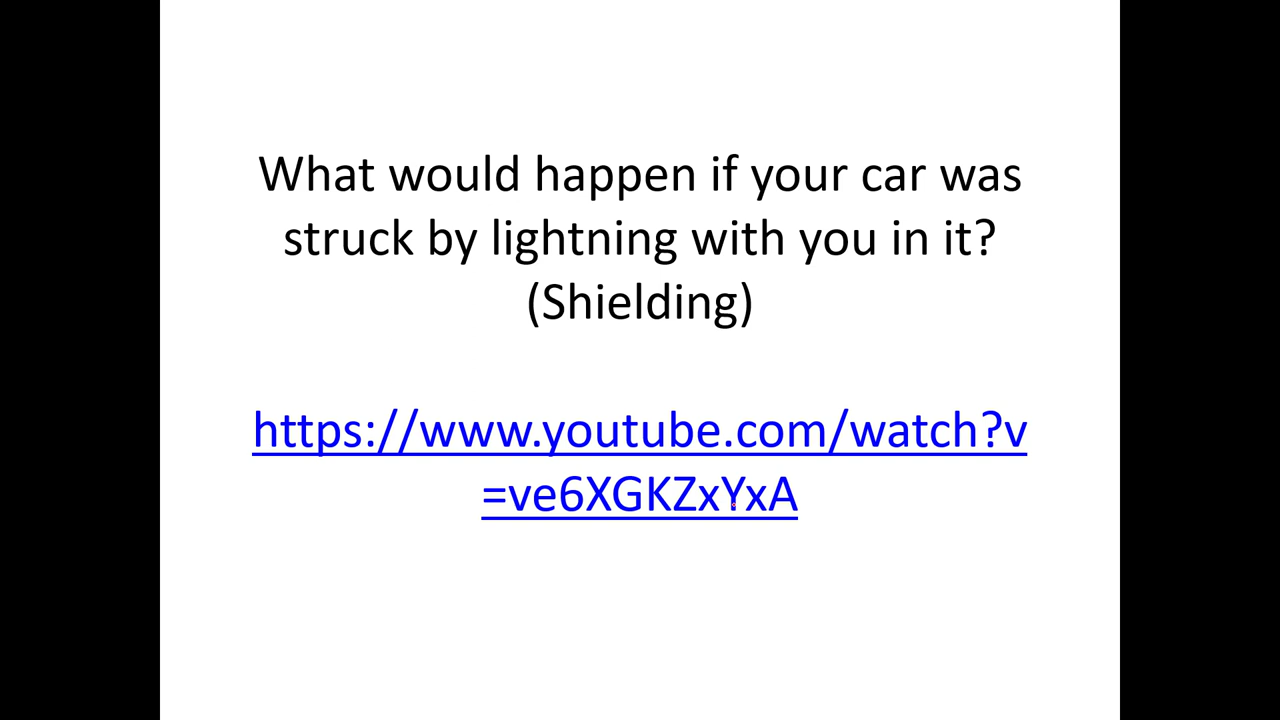 What would happen if your car was
struck by lightning with you in it?
(Shielding)
https://www.youtube.com/watch?v
=ve6XGKZxYxA